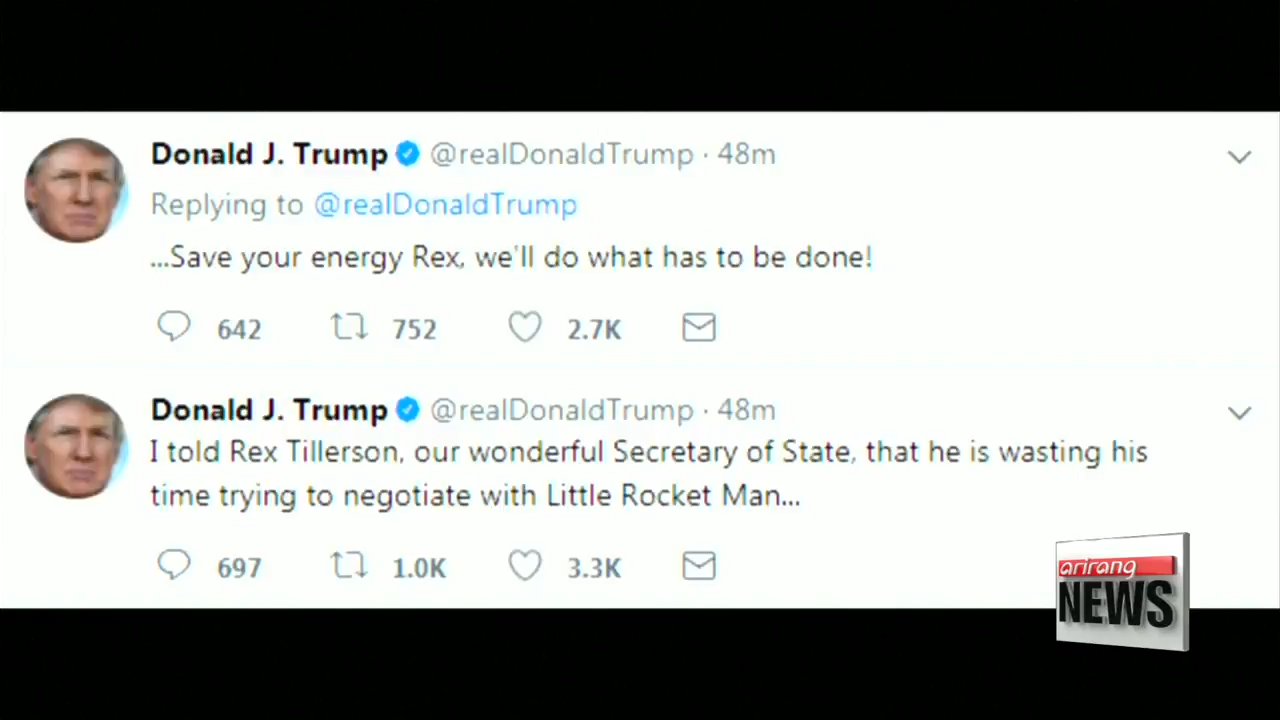 Donald J. Trump @realDonaldTrump · 48m
Replying to @realDonaldTrump
...Save your energy Rex, we'll do what has to be done!
642 752 2.7K
Donald J. Trump @realDonaldTrump · 48m
I told Rex Tillerson, our wonderful Secretary of State, that he is wasting his
time trying to negotiate with Little Rocket Man...
697 1.0K 3.3K
arirang
NEWS